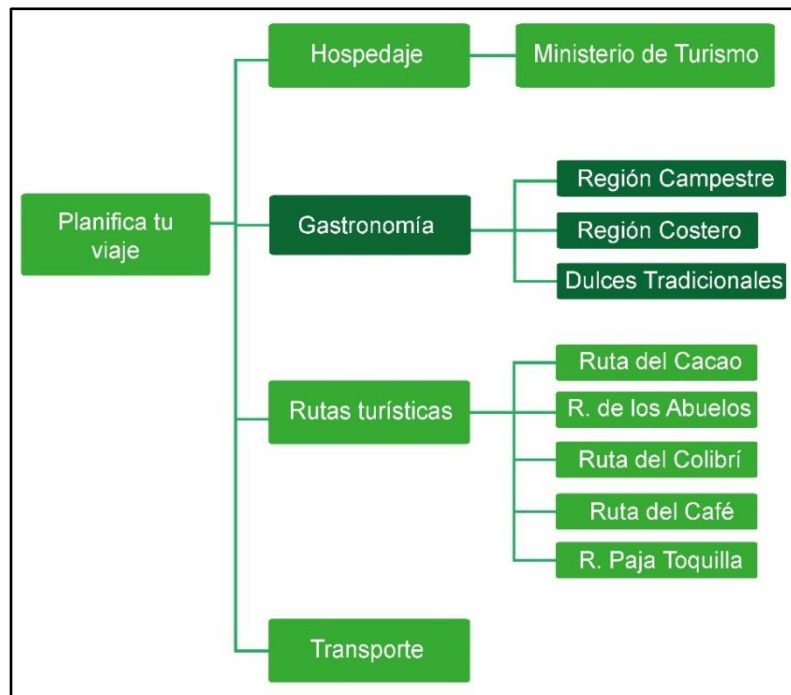 Hospedaje
Ministerio de Turismo
Planifica tu
viaje
Gastronomía
Región Campestre
Región Costero
Dulces Tradicionales
Rutas turísticas
Ruta del Cacao
R. de los Abuelos
Ruta del Colibrí
Ruta del Café
R. Paja Toquilla
Transporte